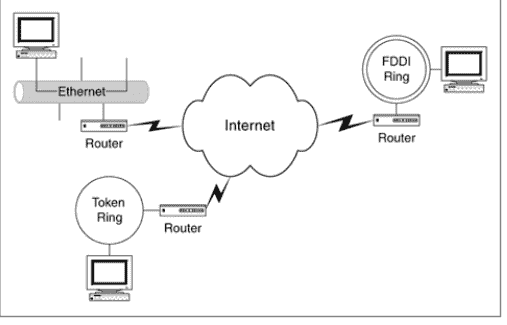 Ethernet
Router
Internet
FDDI
Ring
Router
Token
Ring
Router